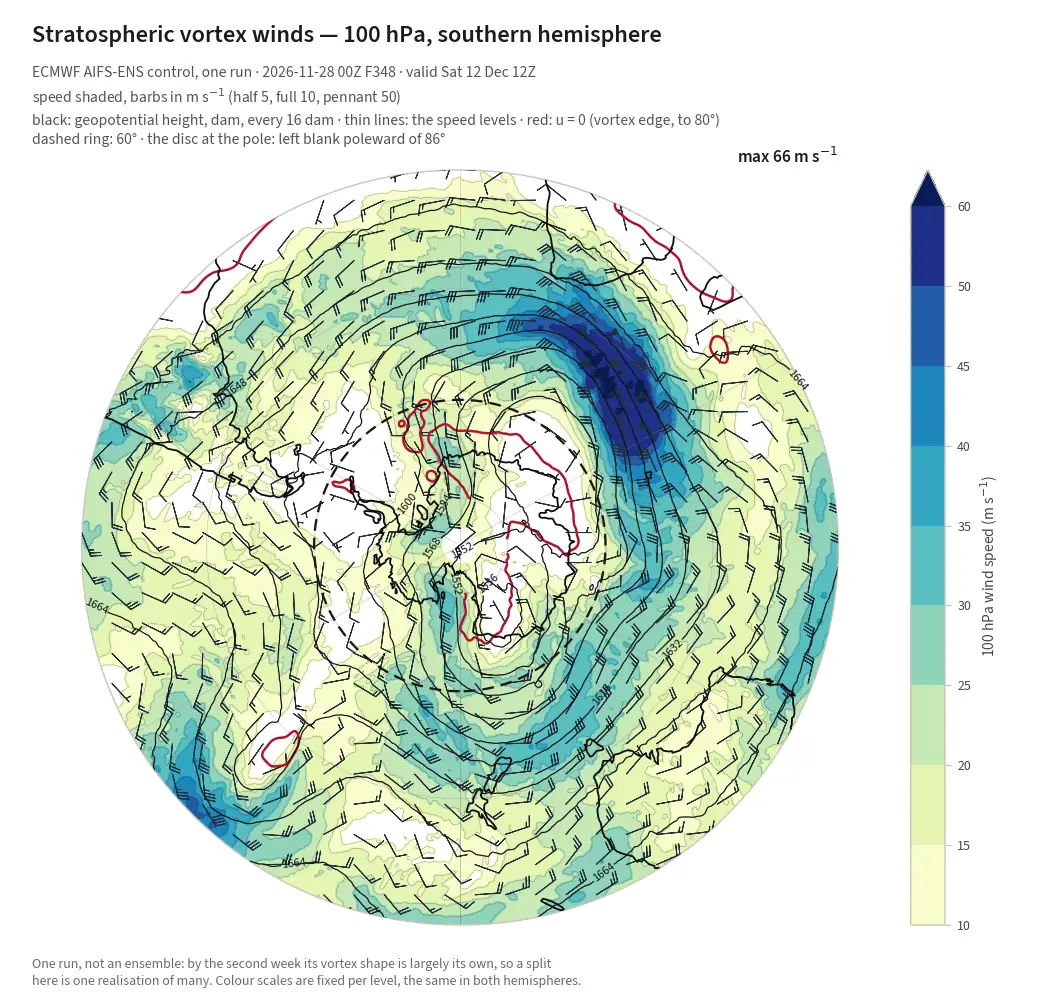 Stratospheric vortex winds — 100 hPa, southern hemisphere
ECMWF AIFS-ENS control, one run · 2026-11-28 00Z F348 · valid Sat 12 Dec 12Z
speed shaded, barbs in m s⁻¹ (half 5, full 10, pennant 50)
black: geopotential height, dam, every 16 dam · thin lines: the speed levels · red: u = 0 (vortex edge, to 80°)
dashed ring: 60° · the disc at the pole: left blank poleward of 86°
max 66 m s⁻¹
60
50
45
40
35
30
25
20
15
10
100 hPa wind speed (m s⁻¹)
1664
1648
1600
1584
1568
1552
1552
1664
1632
1616
1664
1664
One run, not an ensemble: by the second week its vortex shape is largely its own, so a split
here is one realisation of many. Colour scales are fixed per level, the same in both hemispheres.